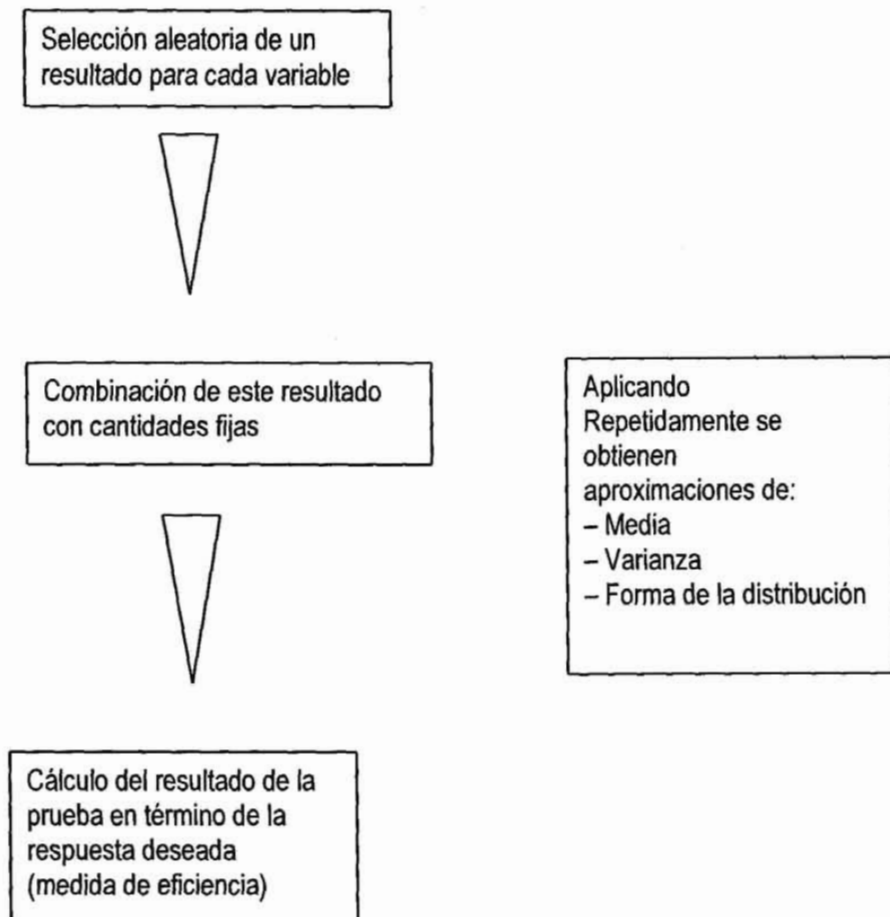 Selección aleatoria de un
resultado para cada variable
Combinación de este resultado
con cantidades fijas
Aplicando
Repetidamente se
obtienen
aproximaciones de:
– Media
– Varianza
– Forma de la distribución
Cálculo del resultado de la
prueba en término de la
respuesta deseada
(medida de eficiencia)